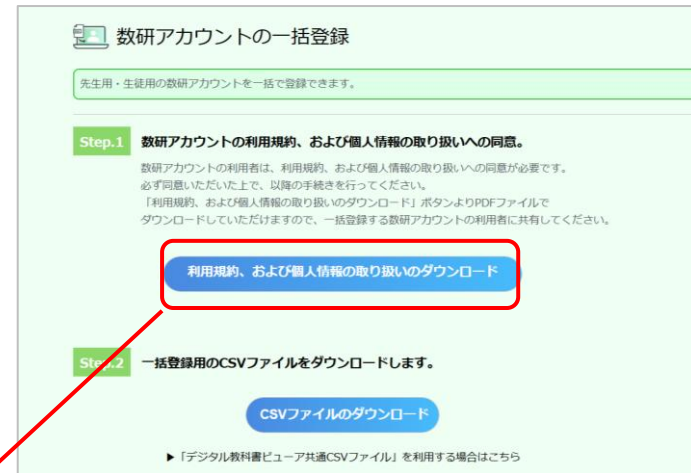 数研アカウントの一括登録
先生用・生徒用の数研アカウントを一括で登録できます。
Step.1 数研アカウントの利用規約、および個人情報の取り扱いへの同意。
数研アカウントの利用者は、利用規約、および個人情報の取り扱いへの同意が必要です。
必ず同意いただいた上で、以降の手続きを行ってください。
「利用規約、および個人情報の取り扱いのダウンロード」ボタンよりPDFファイルで
ダウンロードしていただけますので、一括登録する数研アカウントの利用者に共有してください。
利用規約、および個人情報の取り扱いのダウンロード
Step.2 一括登録用のCSVファイルをダウンロードします。
CSVファイルのダウンロード
▶「デジタル教科書ビューア共通CSVファイル」を利用する場合はこちら